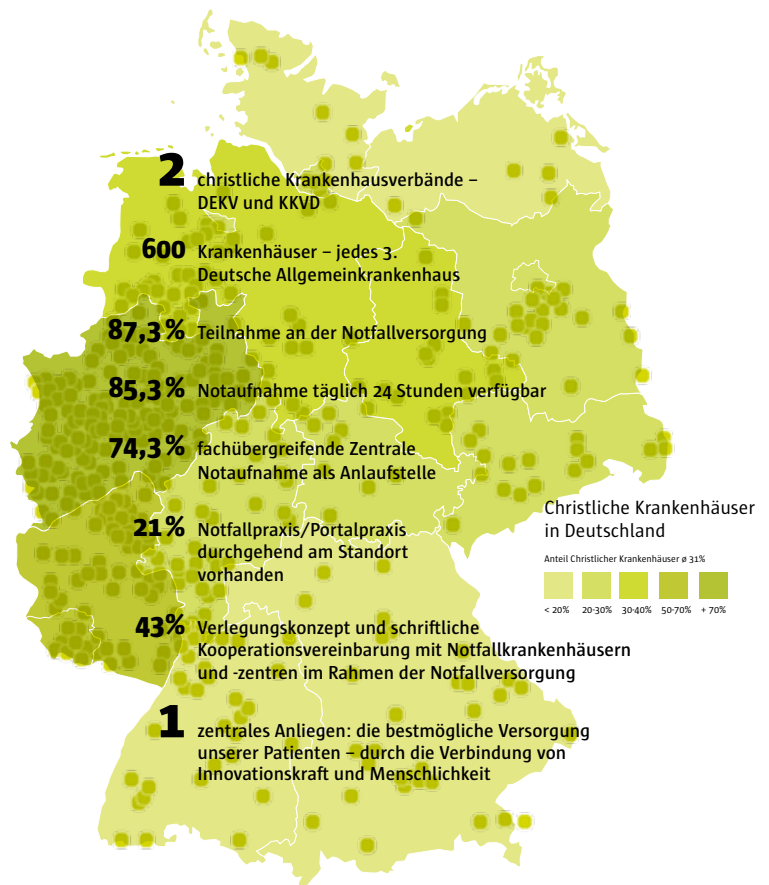 2 christliche Krankenhausverbände –
DEKV und KKVD
600 Krankenhäuser – jedes 3.
Deutsche Allgemeinkrankenhaus
87,3% Teilnahme an der Notfallversorgung
85,3% Notaufnahme täglich 24 Stunden verfügbar
74,3% fachübergreifende Zentrale
Notaufnahme als Anlaufstelle
21% Notfallpraxis/Portalpraxis
durchgehend am Standort
vorhanden
43% Verlegungskonzept und schriftliche
Kooperationsvereinbarung mit Notfallkrankenhäusern
und -zentren im Rahmen der Notfallversorgung
1 zentrales Anliegen: die bestmögliche Versorgung
unserer Patienten – durch die Verbindung von
Innovationskraft und Menschlichkeit
Christliche Krankenhäuser
in Deutschland
Anteil Christlicher Krankenhäuser ø 31%
< 20% 20-30% 30-40% 50-70% + 70%